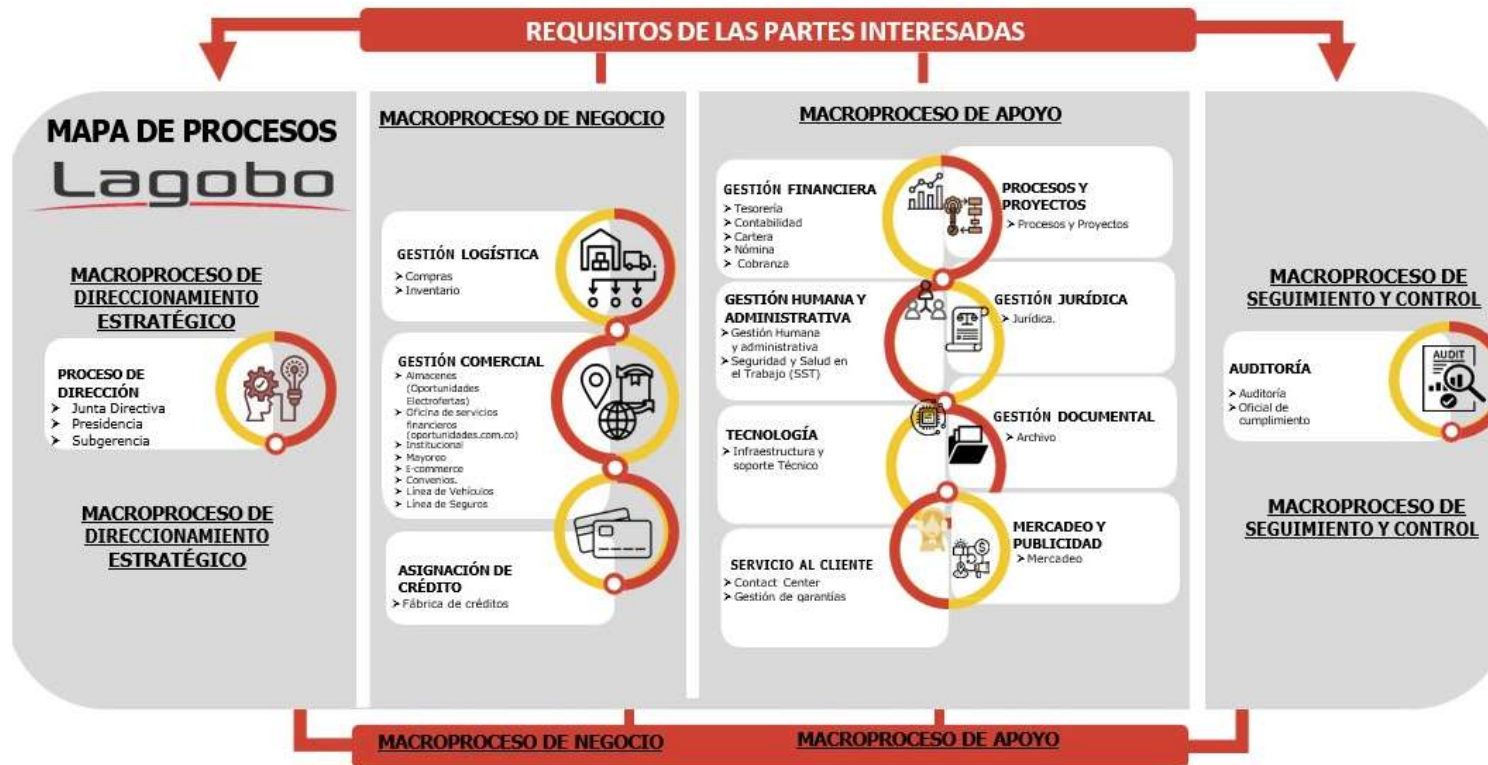 REQUISITOS DE LAS PARTES INTERESADAS
MAPA DE PROCESOS
Lagobo
MACROPROCESO DE
DIRECCIONAMIENTO
ESTRATÉGICO
PROCESO DE
DIRECCIÓN
➢ Junta Directiva
➢ Presidencia
➢ Subgerencia
MACROPROCESO DE
DIRECCIONAMIENTO
ESTRATÉGICO
MACROPROCESO DE NEGOCIO
GESTIÓN LOGÍSTICA
➢ Compras
➢ Inventario
GESTIÓN COMERCIAL
➢ Almacenes
(Oportunidades
Electrofertas)
➢ Oficina de servicios
financieros
(oportunidades.com.co)
➢ Institucional
➢ Mayoreo
➢ E-commerce
➢ Convenios.
➢ Línea de Vehículos
➢ Línea de Seguros
ASIGNACIÓN DE
CRÉDITO
➢ Fábrica de créditos
MACROPROCESO DE APOYO
GESTIÓN FINANCIERA
➢ Tesorería
➢ Contabilidad
➢ Cartera
➢ Nómina
➢ Cobranza
PROCESOS Y
PROYECTOS
➢ Procesos y Proyectos
GESTIÓN HUMANA Y
ADMINISTRATIVA
➢ Gestión Humana
y administrativa
➢ Seguridad y Salud en
el Trabajo (SST)
GESTIÓN JURÍDICA
➢ Jurídica.
TECNOLOGÍA
➢ Infraestructura y
soporte Técnico
GESTIÓN DOCUMENTAL
➢ Archivo
SERVICIO AL CLIENTE
➢ Contact Center
➢ Gestión de garantías
MERCADEO Y
PUBLICIDAD
➢ Mercadeo
MACROPROCESO DE
SEGUIMIENTO Y CONTROL
AUDITORÍA
➢ Auditoría
➢ Oficial de
cumplimiento
AUDIT
MACROPROCESO DE
SEGUIMIENTO Y CONTROL
MACROPROCESO DE NEGOCIO
MACROPROCESO DE APOYO